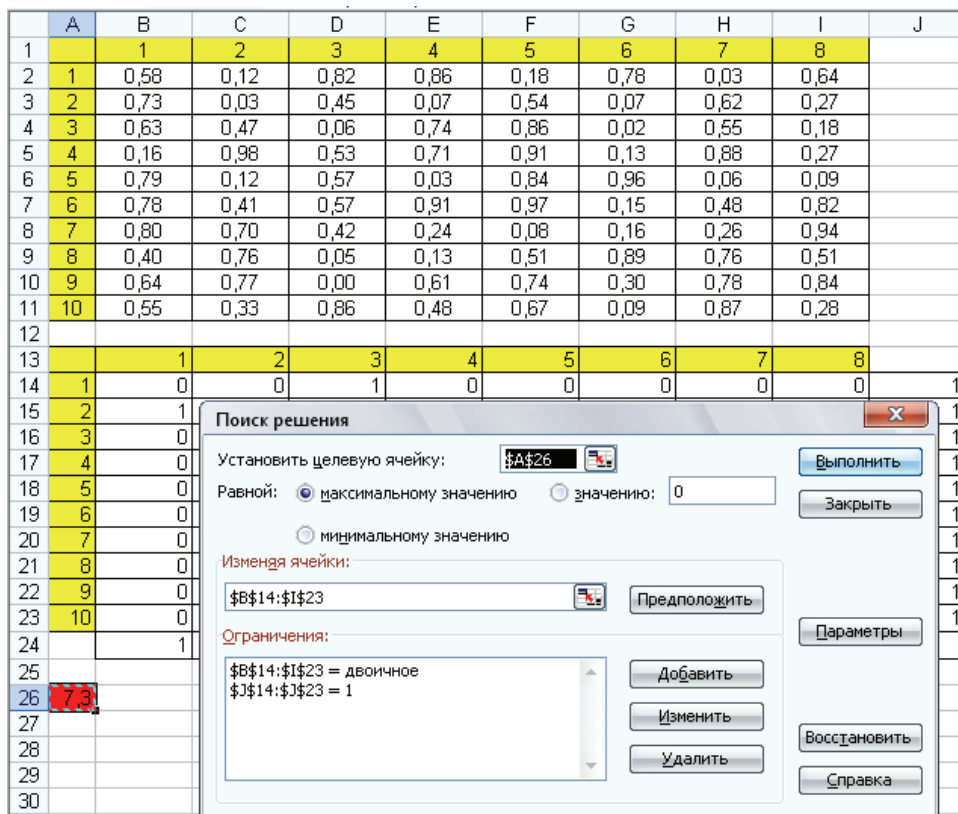 A B C D E F G H I J
1 1 2 3 4 5 6 7 8
2 1 0,58 0,12 0,82 0,86 0,18 0,78 0,03 0,64
3 2 0,73 0,03 0,45 0,07 0,54 0,07 0,62 0,27
4 3 0,63 0,47 0,06 0,74 0,86 0,02 0,55 0,18
5 4 0,16 0,98 0,53 0,71 0,91 0,13 0,88 0,27
6 5 0,79 0,12 0,57 0,03 0,84 0,96 0,06 0,09
7 6 0,78 0,41 0,57 0,91 0,97 0,15 0,48 0,82
8 7 0,80 0,70 0,42 0,24 0,08 0,16 0,26 0,94
9 8 0,40 0,76 0,05 0,13 0,51 0,89 0,76 0,51
10 9 0,64 0,77 0,00 0,61 0,74 0,30 0,78 0,84
11 10 0,55 0,33 0,86 0,48 0,67 0,09 0,87 0,28
12
13 1 2 3 4 5 6 7 8
14 1 0 0 1 0 0 0 0 0 1
15 2 1 1
16 3 0 1
17 4 0 1
18 5 0 1
19 6 0 1
20 7 0 1
21 8 0 1
22 9 0 1
23 10 0 1
24 1
25
26 7,3
27
28
29
30
Поиск решения
Установить целевую ячейку: $A$26 Выполнить
Равной: максимальному значению значению: 0 Закрыть
минимальному значению
Изменяя ячейки:
$B$14:$I$23 Предположить
Ограничения: Параметры
$B$14:$I$23 = двоичное Добавить
$J$14:$J$23 = 1
Изменить
Восстановить
Удалить
Справка